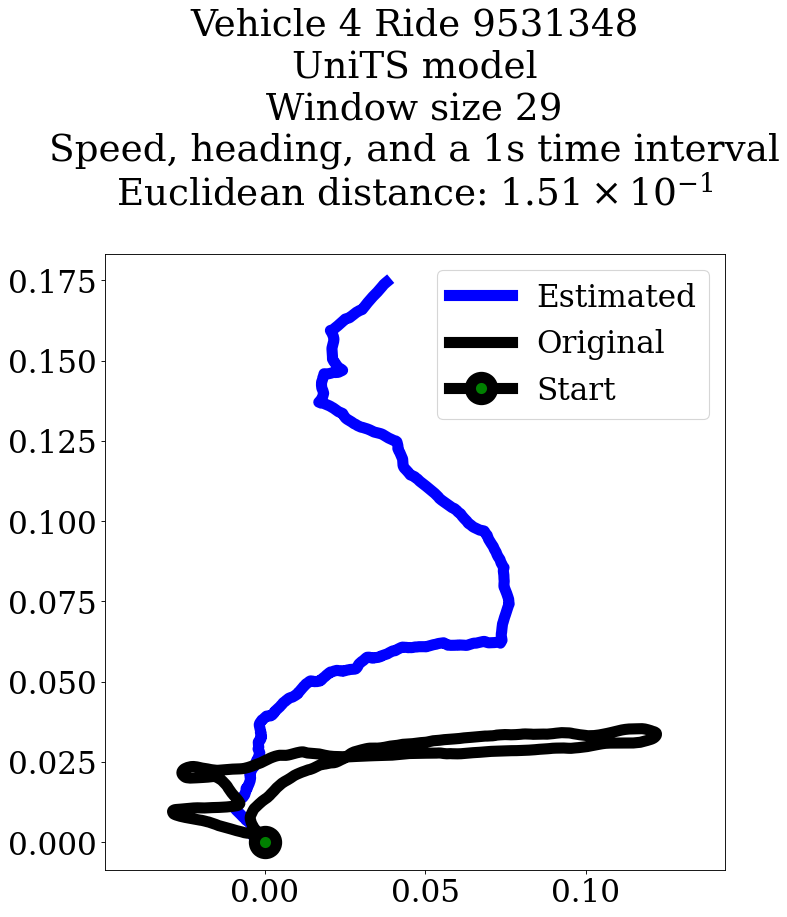 Vehicle 4 Ride 9531348
UniTS model
Window size 29
Speed, heading, and a 1s time interval
Euclidean distance: 1.51 × 10⁻¹
0.175
0.150
0.125
0.100
0.075
0.050
0.025
0.000
Estimated
Original
Start
0.00 0.05 0.10